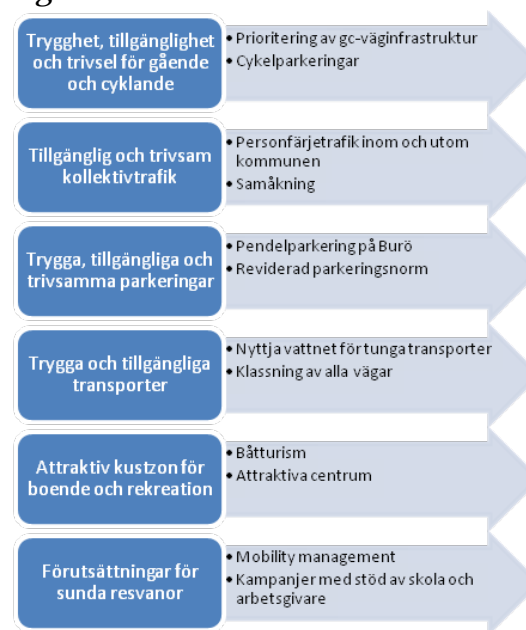 Trygghet, tillgänglighet
och trivsel för gående
och cyklande
• Prioritering av gc-väginfrastruktur
• Cykelparkeringar
Tillgänglig och trivsam
kollektivtrafik
• Personfärjetrafik inom och utom
kommunen
• Samåkning
Trygga, tillgängliga och
trivsamma parkeringar
• Pendelparkering på Burö
• Reviderad parkeringsnorm
Trygga och tillgängliga
transporter
• Nyttja vattnet för tunga transporter
• Klassning av alla vägar
Attraktiv kustzon för
boende och rekreation
• Båtturism
• Attraktiva centrum
Förutsättningar för
sunda resvanor
• Mobility management
• Kampanjer med stöd av skola och
arbetsgivare